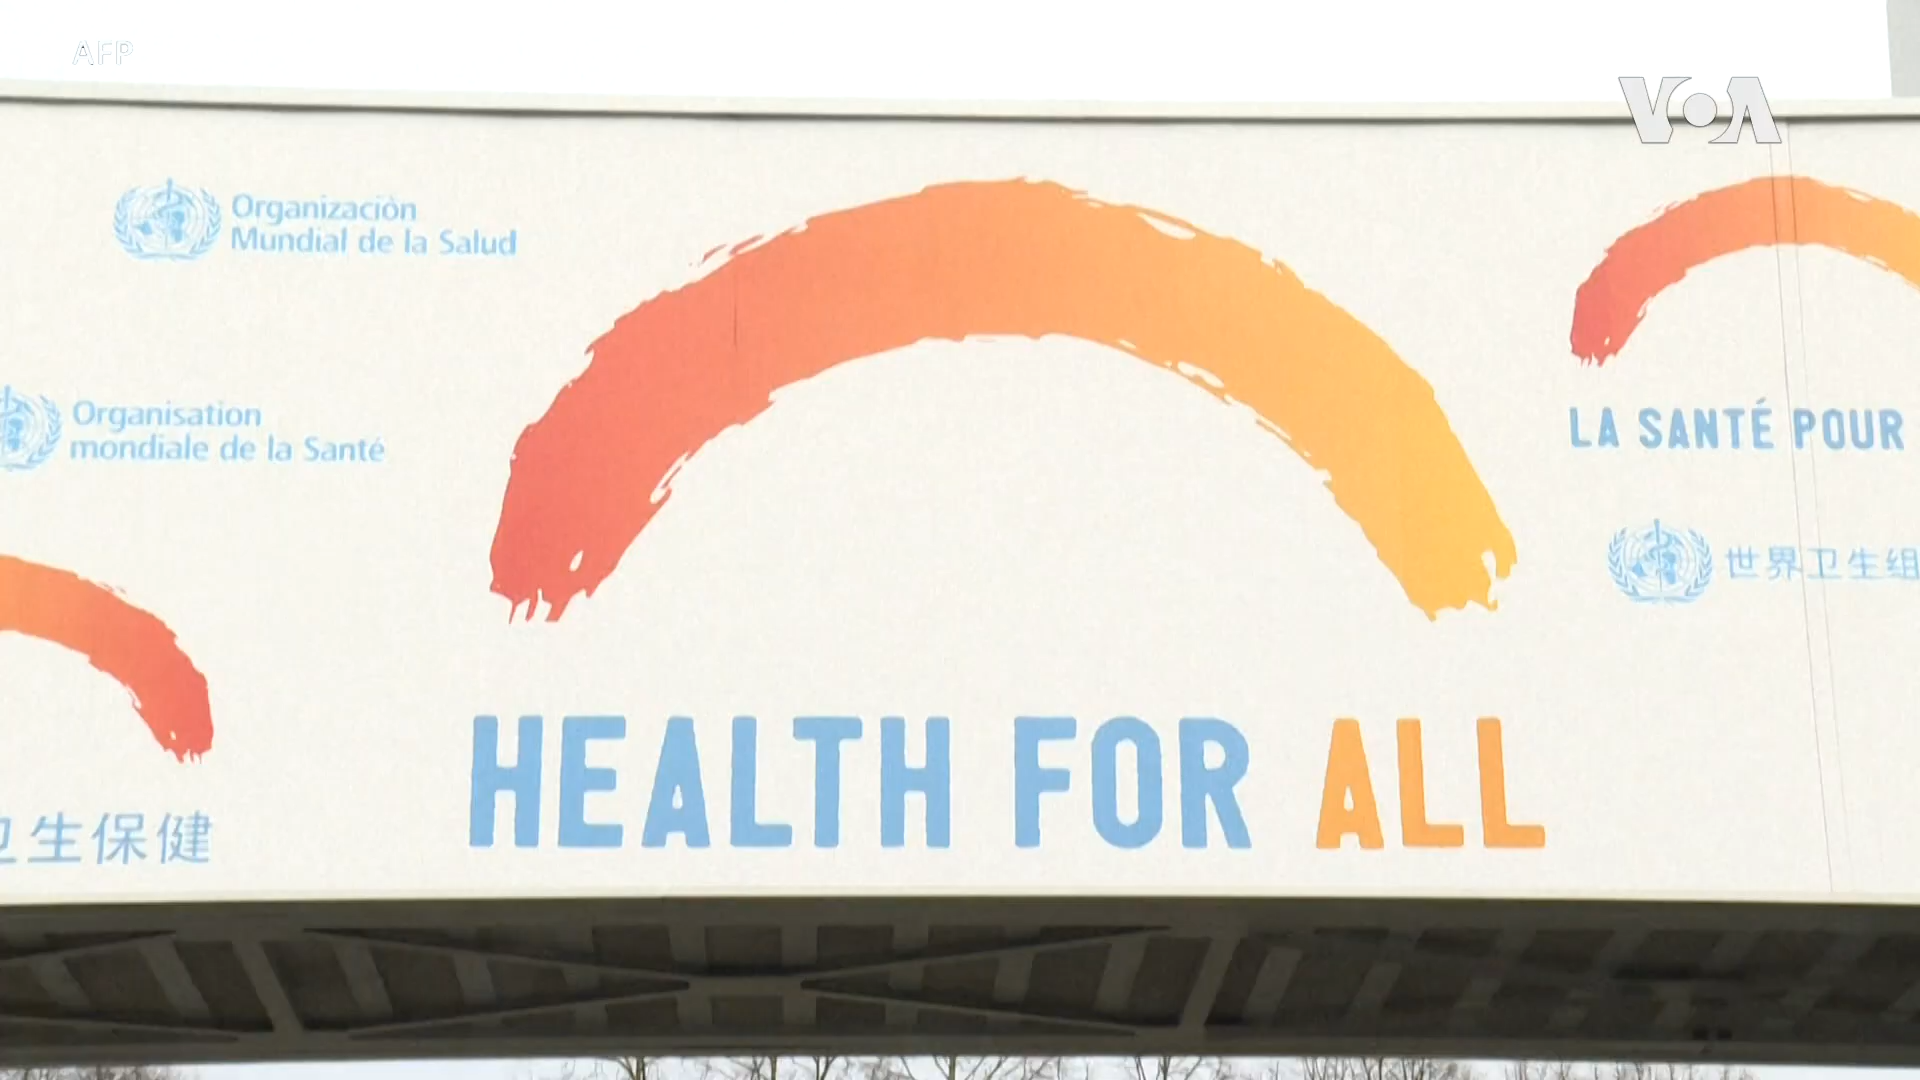 AFP
VOA
Organización
Mundial de la Salud
Organisation
mondiale de la Santé
LA SANTÉ POUR
世界卫生组
HEALTH FOR ALL
卫生保健